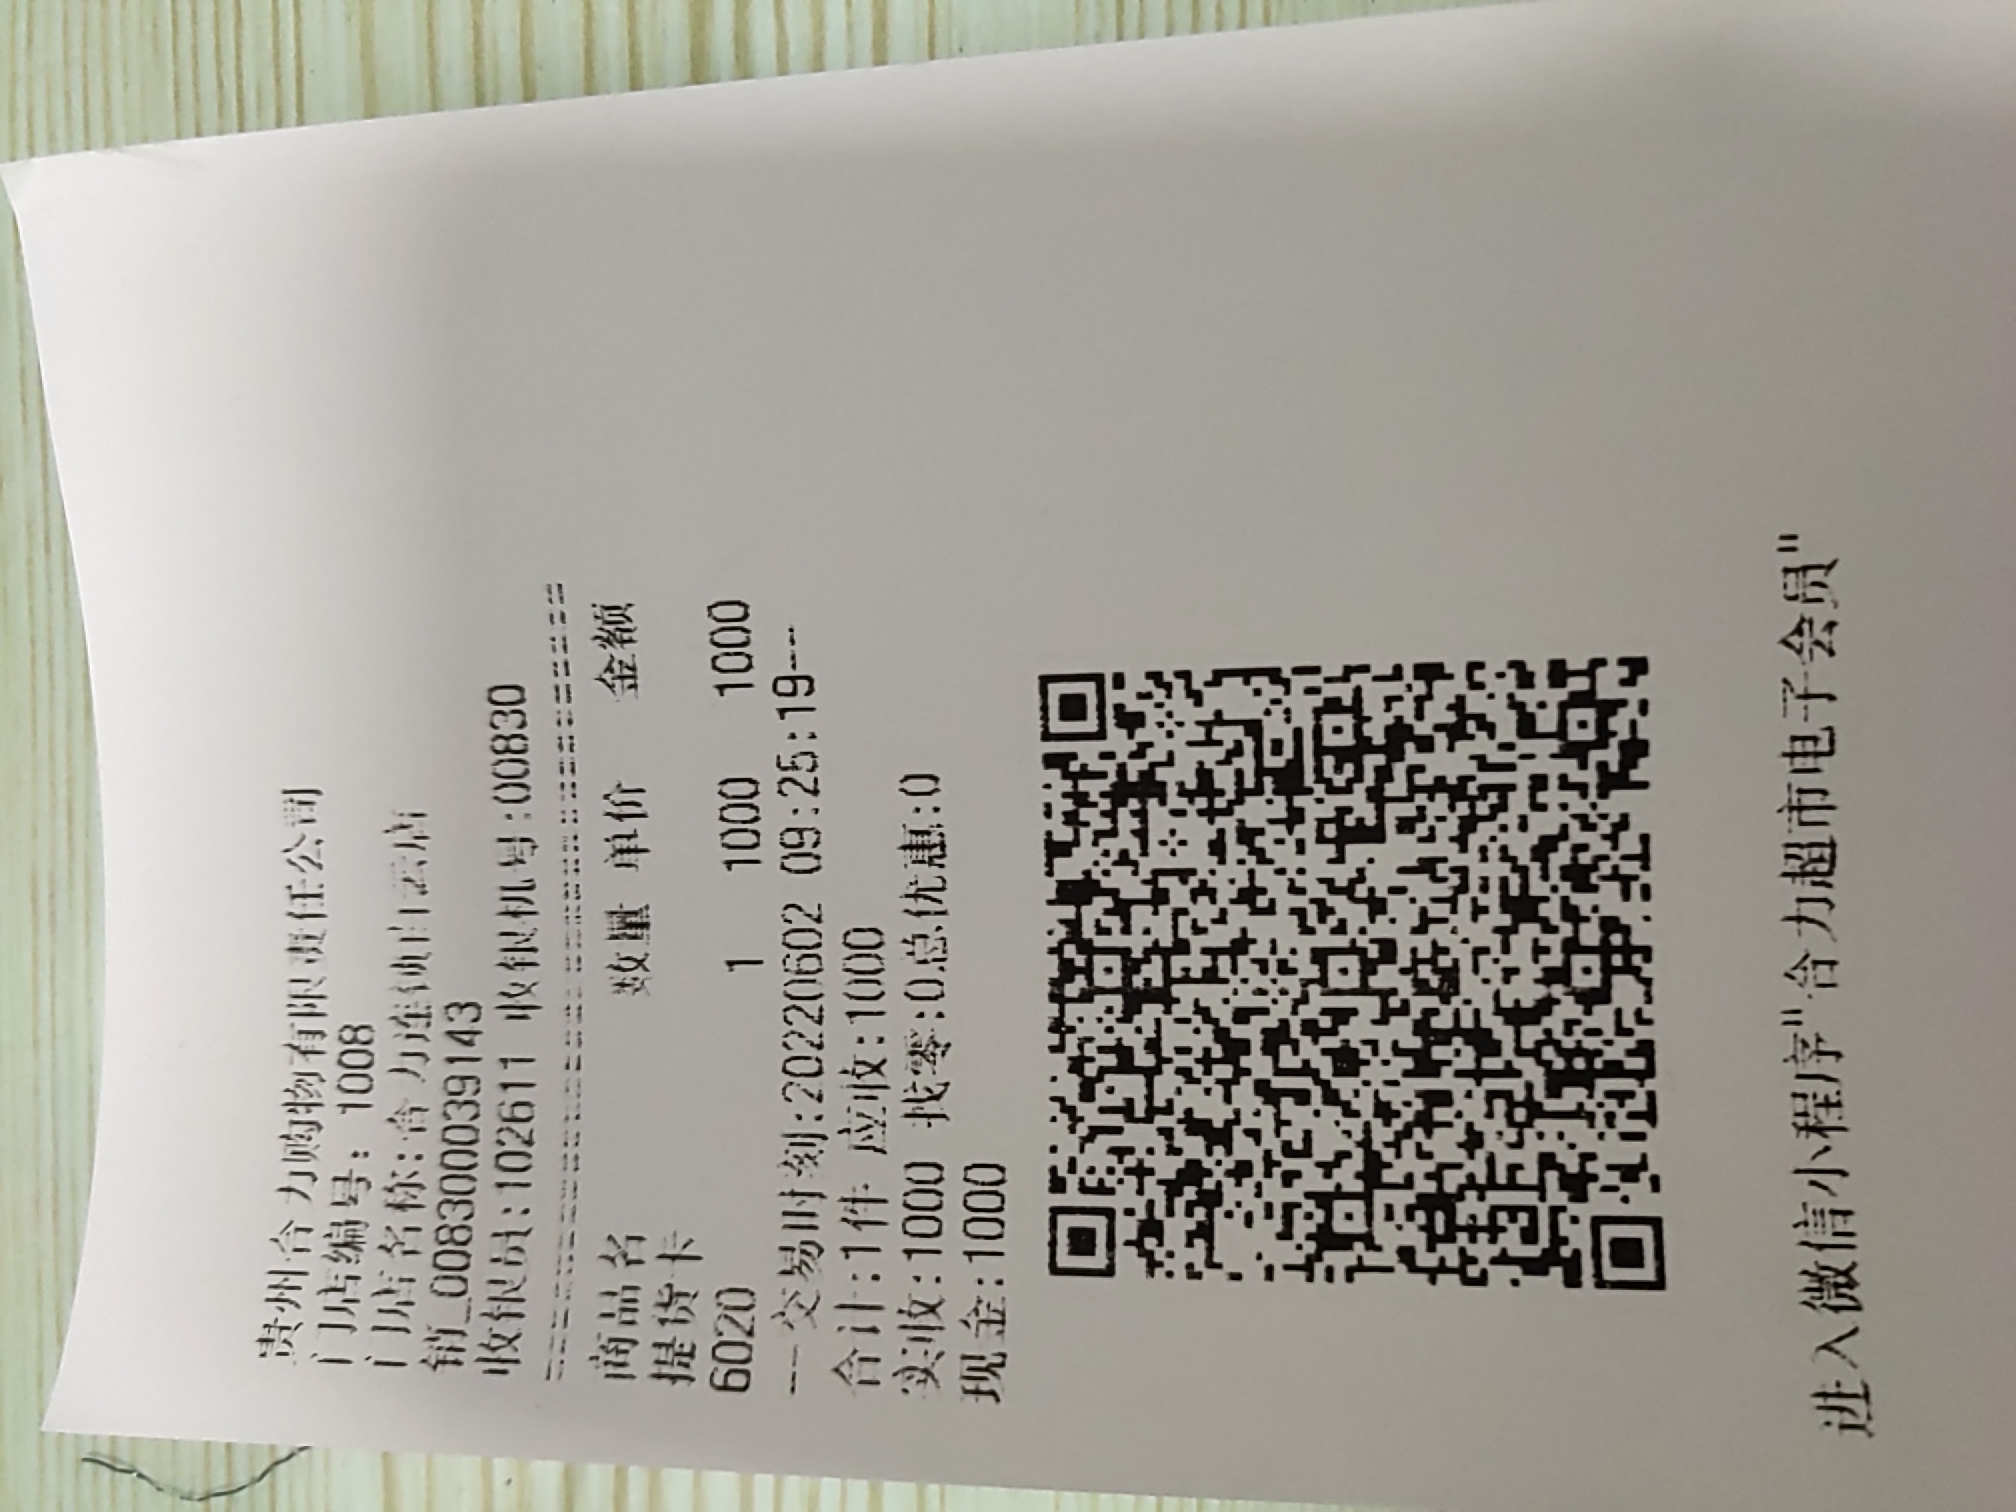 贵州合力购物有限责任公司
门店编号: 1008
门店名称:合力连锁白云店
销_0083000039143
收银员:102611 收银机号:00830
========================================
商品名 数量 单价 金额
提货卡
6020 1 1000 1000
---交易时刻:20220602 09:25:19---
合计:1件 应收:1000
实收:1000 找零:0总优惠:0
现金:1000
进入微信小程序"合力超市电子会员"